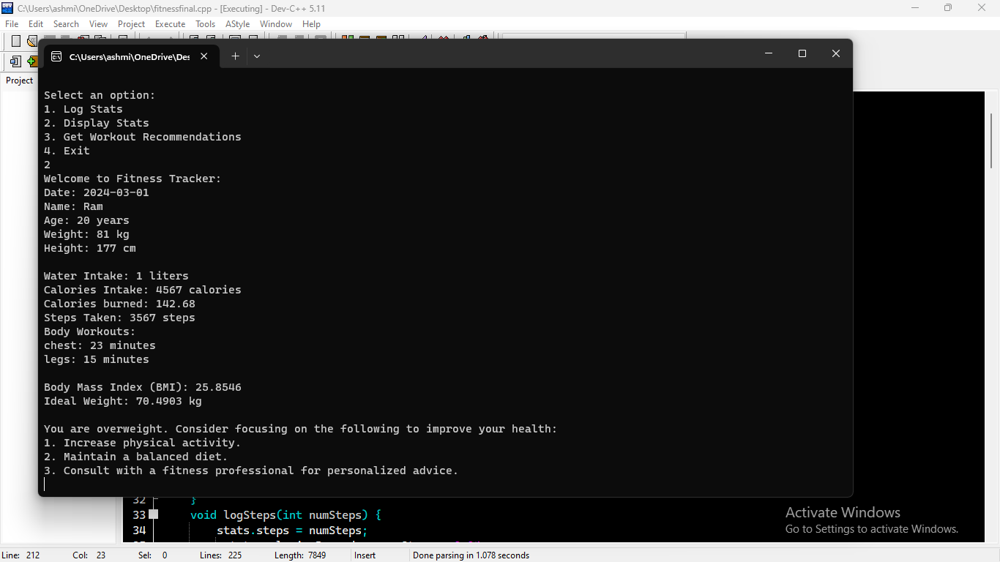 C:\Users\ashmi\OneDrive\Desktop\fitnessfinal.cpp - [Executing] - Dev-C++ 5.11
File Edit Search View Project Execute Tools AStyle Window Help
C:\Users\ashmi\OneDrive\Des
Project
Select an option:
1. Log Stats
2. Display Stats
3. Get Workout Recommendations
4. Exit
2
Welcome to Fitness Tracker:
Date: 2024-03-01
Name: Ram
Age: 20 years
Weight: 81 kg
Height: 177 cm
Water Intake: 1 liters
Calories Intake: 4567 calories
Calories burned: 142.68
Steps Taken: 3567 steps
Body Workouts:
chest: 23 minutes
legs: 15 minutes
Body Mass Index (BMI): 25.8546
Ideal Weight: 70.4903 kg
You are overweight. Consider focusing on the following to improve your health:
1. Increase physical activity.
2. Maintain a balanced diet.
3. Consult with a fitness professional for personalized advice.
32 }
33 void logSteps(int numSteps) {
34 stats.steps = numSteps;
Activate Windows
Go to Settings to activate Windows.
Line: 212 Col: 23 Sel: 0 Lines: 225 Length: 7849 Insert Done parsing in 1.078 seconds